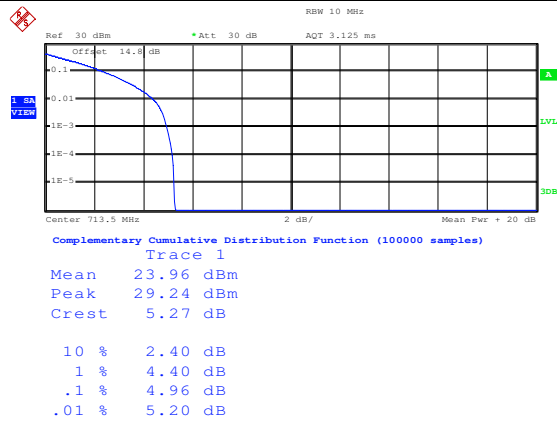 RBW 10 MHz
Ref 30 dBm *Att 30 dB AQT 3.125 ms
Offset 14.8 dB
0.1
A
0.01
1 SA
VIEW
1E-3
LVL
1E-4
1E-5
3DB
Center 713.5 MHz 2 dB/ Mean Pwr + 20 dB
Complementary Cumulative Distribution Function (100000 samples)
Trace 1
Mean 23.96 dBm
Peak 29.24 dBm
Crest 5.27 dB
10 % 2.40 dB
1 % 4.40 dB
.1 % 4.96 dB
.01 % 5.20 dB